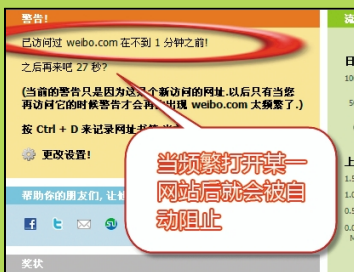 警告!
已访问过 weibo.com 在不到 1 分钟之前!
之后再来吧 27 秒?
(当前的警告只是因为这是个新访问的网址.以后只有当您
再访问它的时候警告才会再出现 weibo.com 太频繁了.)
按 Ctrl + D 来记录网址
更改设置!
当频繁打开某一
网站后就会被自
动阻止
帮助你的朋友们, 让
奖状